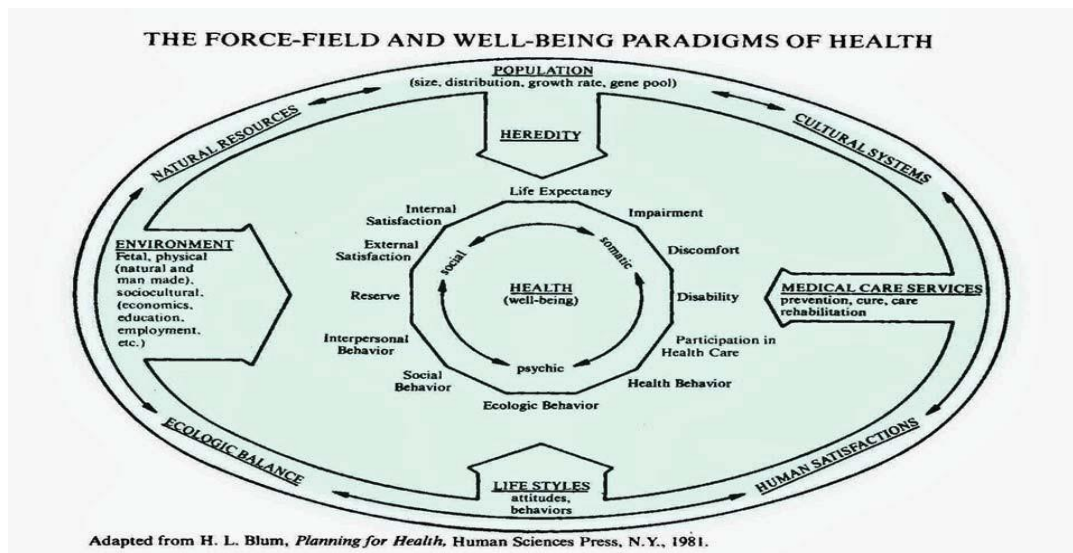 THE FORCE-FIELD AND WELL-BEING PARADIGMS OF HEALTH
POPULATION
(size, distribution, growth rate, gene pool)
NATURAL RESOURCES
CULTURAL SYSTEMS
HEREDITY
Life Expectancy
Internal
Satisfaction
Impairment
External
Satisfaction
Discomfort
social
somatic
ENVIRONMENT
Fetal, physical
(natural and
man made),
sociocultural,
(economics,
education,
employment,
etc.)
Reserve
HEALTH
(well-being)
Disability
MEDICAL CARE SERVICES
prevention, cure, care
rehabilitation
Interpersonal
Behavior
Participation in
Health Care
psychic
Social
Behavior
Health Behavior
Ecologic Behavior
ECOLOGIC BALANCE
HUMAN SATISFACTIONS
LIFE STYLES
attitudes,
behaviors
Adapted from H. L. Blum, Planning for Health, Human Sciences Press, N.Y., 1981.